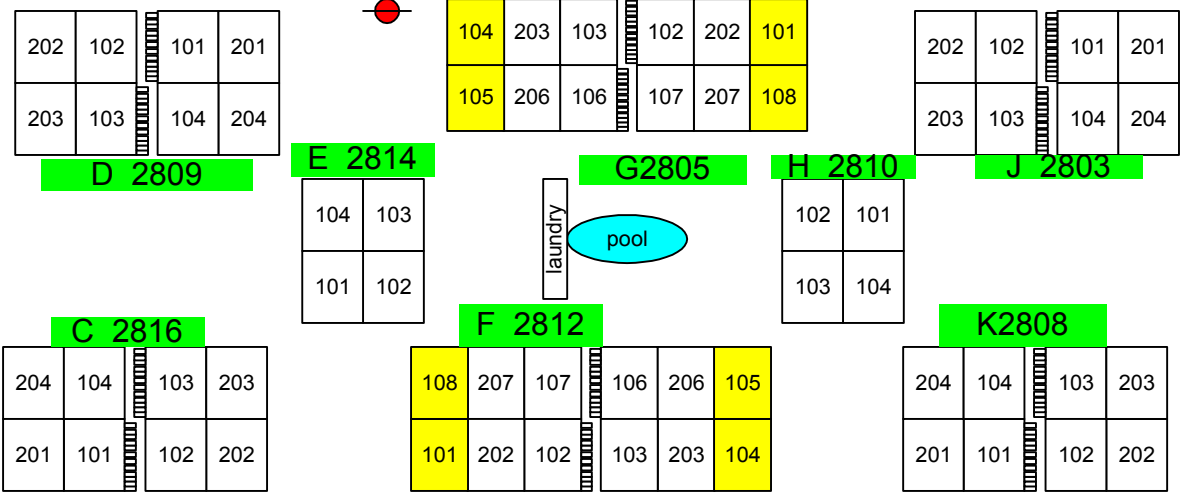 202 102 101 201
203 103 104 204
D 2809
104 203 103 102 202 101
105 206 106 107 207 108
G2805
202 102 101 201
203 103 104 204
J 2803
E 2814
104 103
101 102
laundry
pool
H 2810
102 101
103 104
C 2816
204 104 103 203
201 101 102 202
F 2812
108 207 107 106 206 105
101 202 102 103 203 104
K2808
204 104 103 203
201 101 102 202